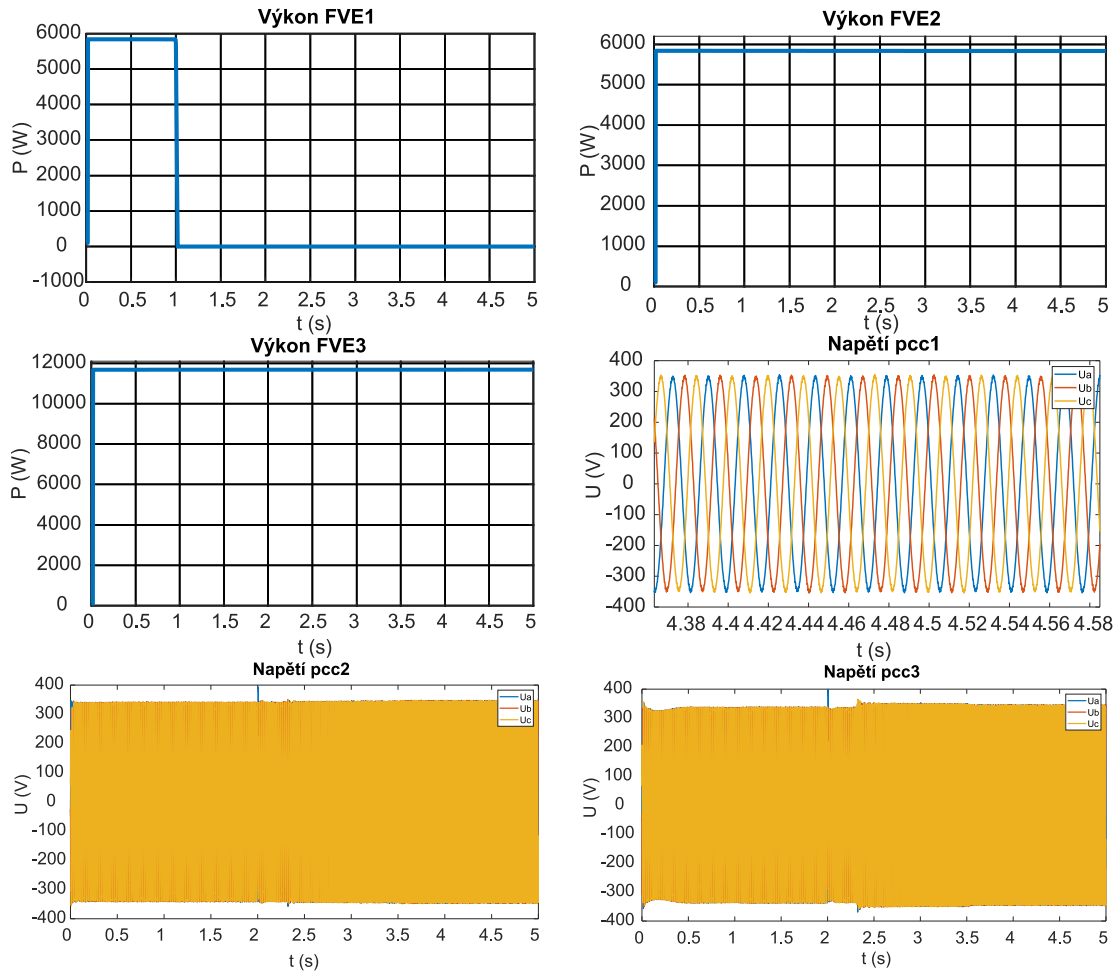 Výkon FVE1
6000
5000
4000
3000
2000
1000
0
-1000
P (W)
0 0.5 1 1.5 2 2.5 3 3.5 4 4.5 5
t (s)
Výkon FVE2
6000
5000
4000
3000
2000
1000
0
P (W)
0 0.5 1 1.5 2 2.5 3 3.5 4 4.5 5
t (s)
Výkon FVE3
12000
10000
8000
6000
4000
2000
0
P (W)
0 0.5 1 1.5 2 2.5 3 3.5 4 4.5 5
t (s)
Napětí pcc1
400
300
200
100
0
-100
-200
-300
-400
U (V)
Ua
Ub
Uc
4.38 4.4 4.42 4.44 4.46 4.48 4.5 4.52 4.54 4.56 4.58
t (s)
Napětí pcc2
400
300
200
100
0
-100
-200
-300
-400
U (V)
Ua
Ub
Uc
0 0.5 1 1.5 2 2.5 3 3.5 4 4.5 5
t (s)
Napětí pcc3
400
300
200
100
0
-100
-200
-300
-400
U (V)
Ua
Ub
Uc
0 0.5 1 1.5 2 2.5 3 3.5 4 4.5 5
t (s)